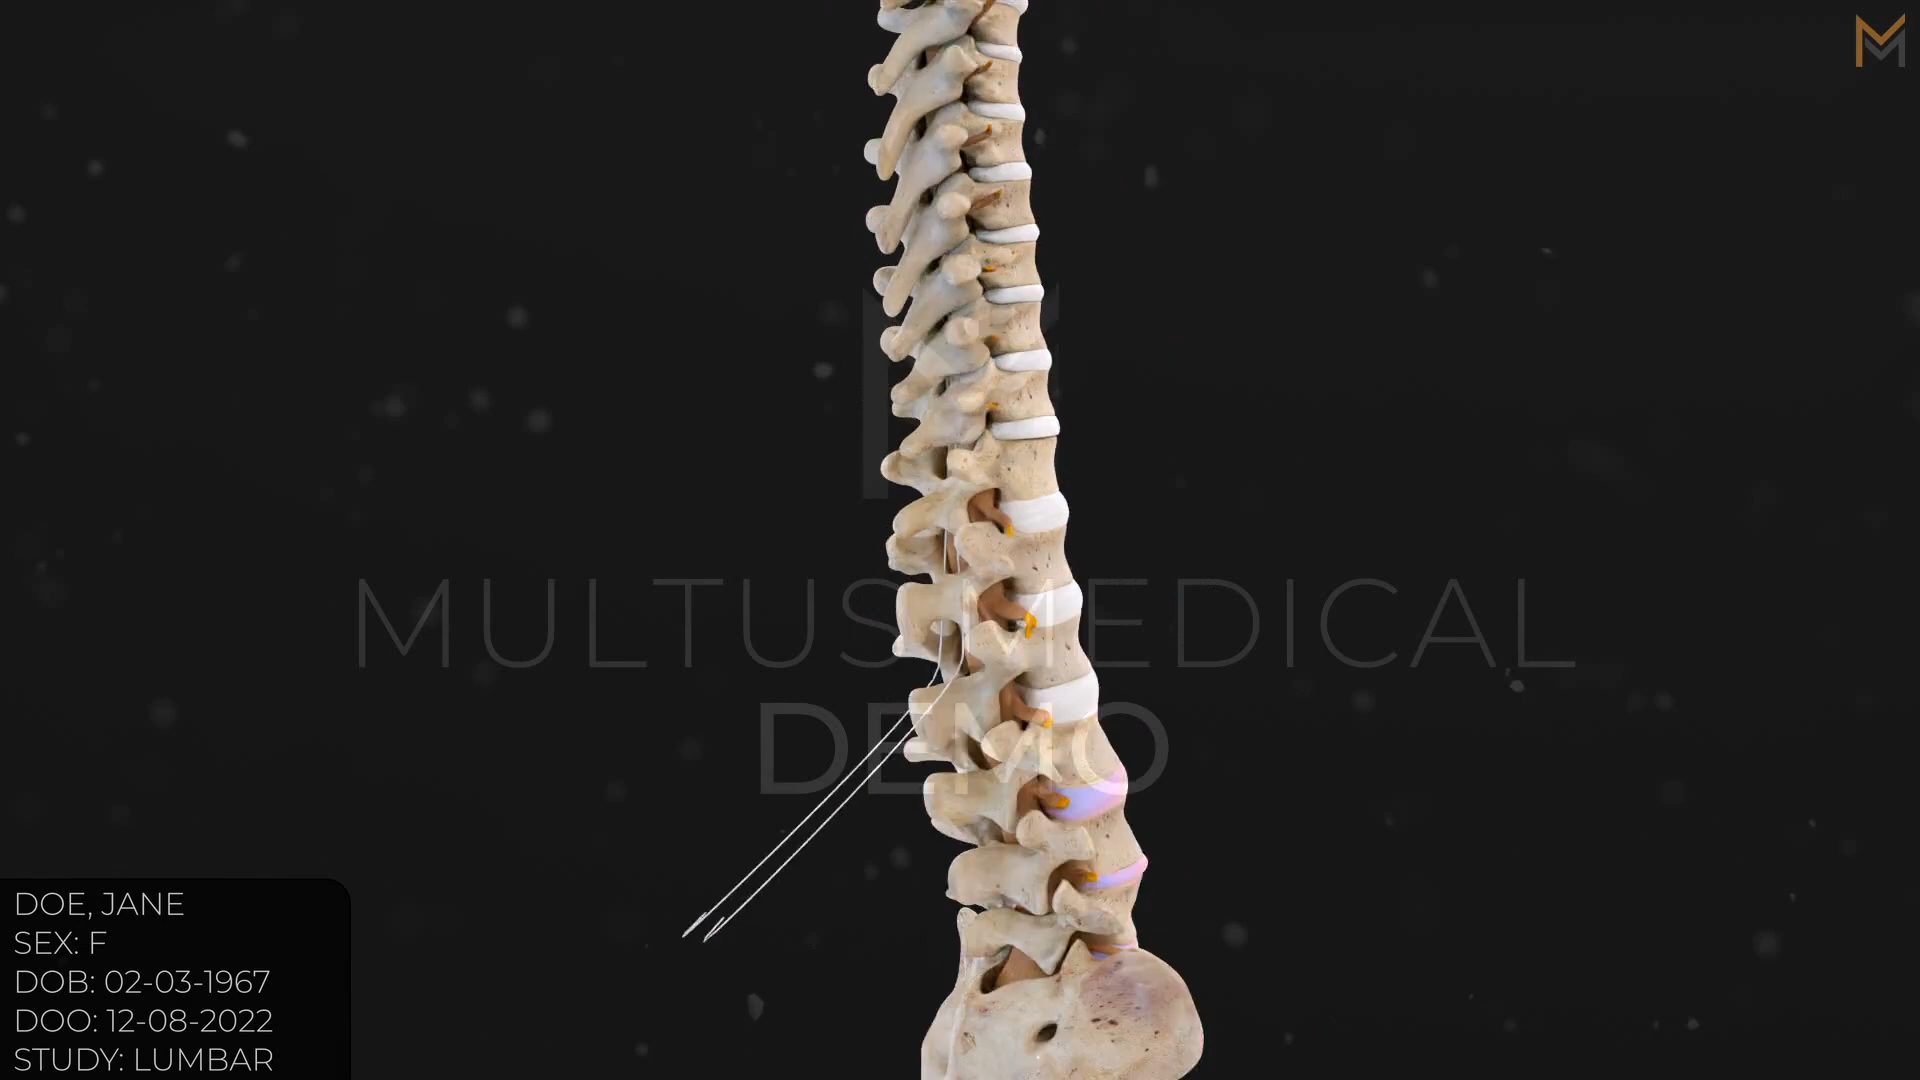 MULTUS MEDICAL
DEMO
DOE, JANE
SEX: F
DOB: 02-03-1967
DOO: 12-08-2022
STUDY: LUMBAR